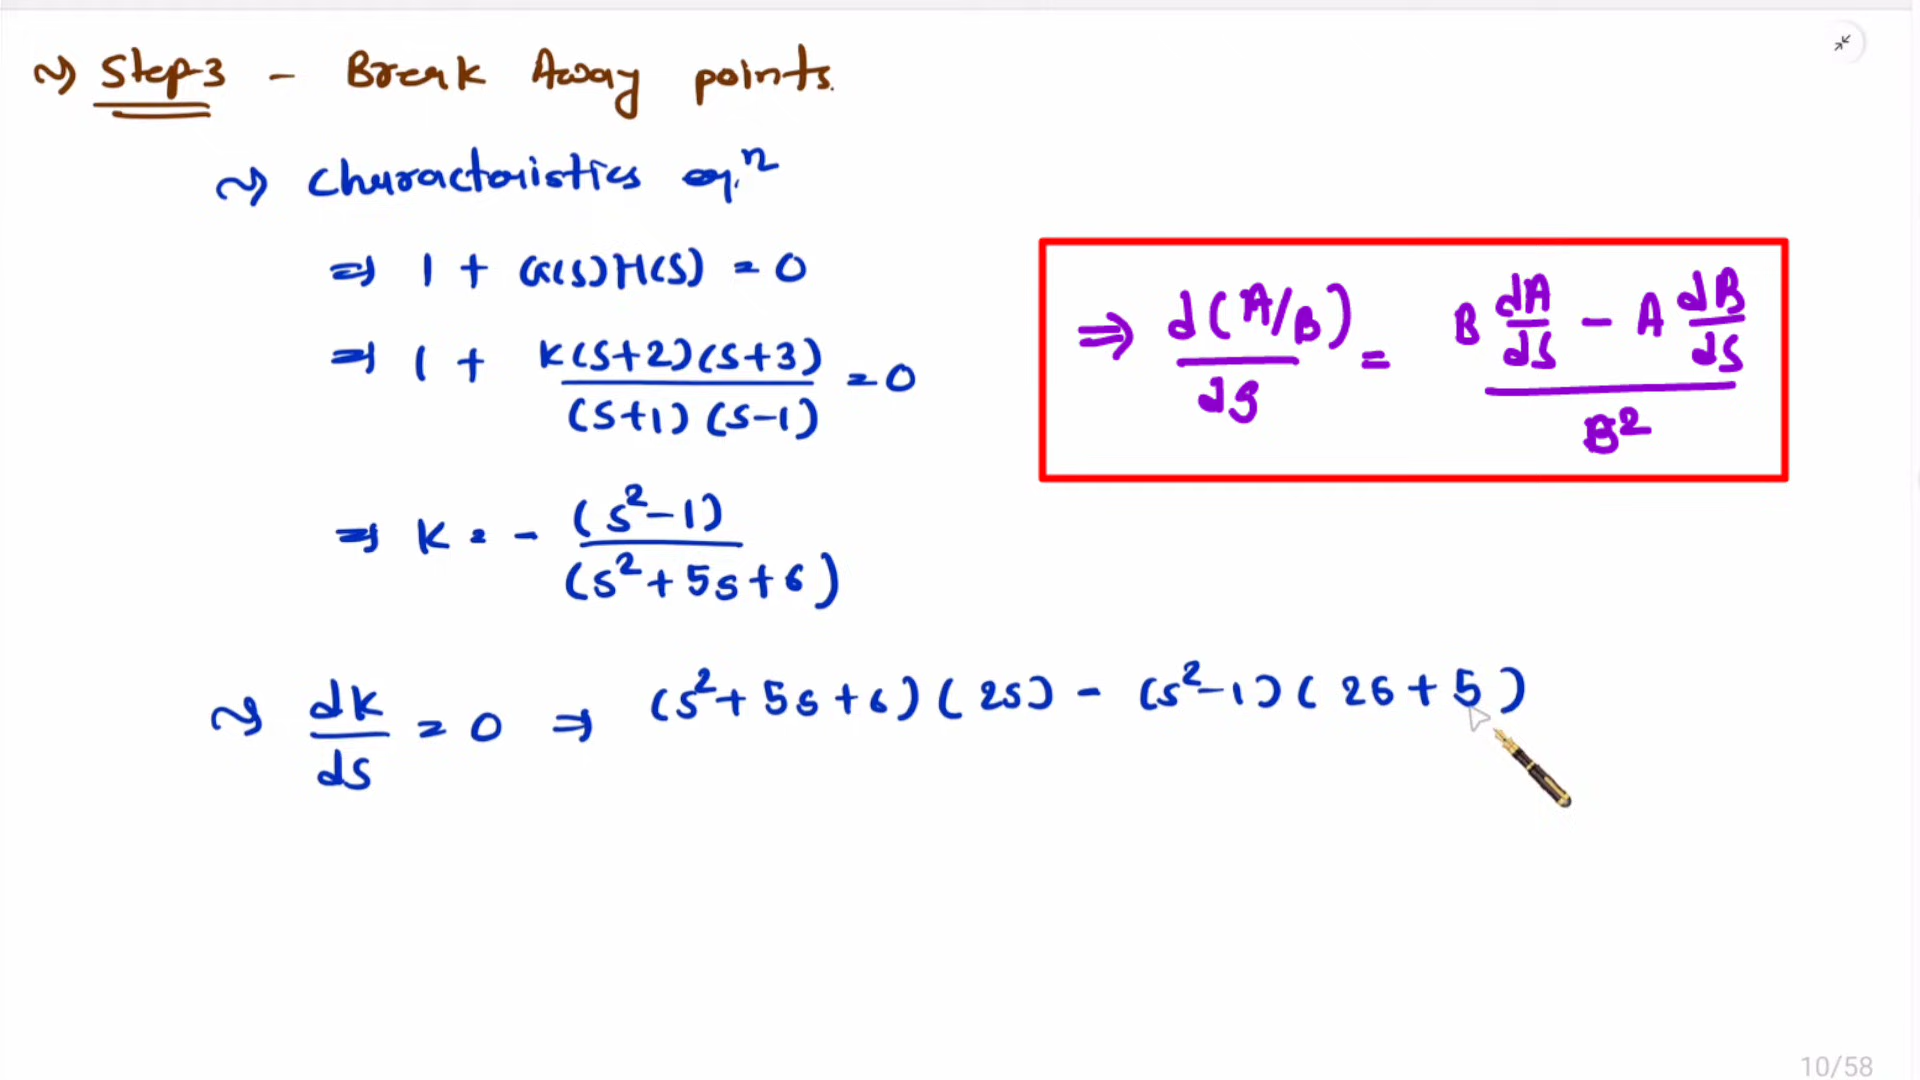 Step-3 - Break Away points.
Characteristics eq.ⁿ
⇒ 1 + G(s)H(s) = 0
⇒ 1 + K(s+2)(s+3) / (s+1)(s-1) = 0
⇒ d(A/B)/ds = (B dA/ds - A dB/ds) / B²
⇒ K = - (s²-1) / (s²+5s+6)
dk/ds = 0 ⇒ (s²+5s+6)(2s) - (s²-1)(2s+5)
10/58